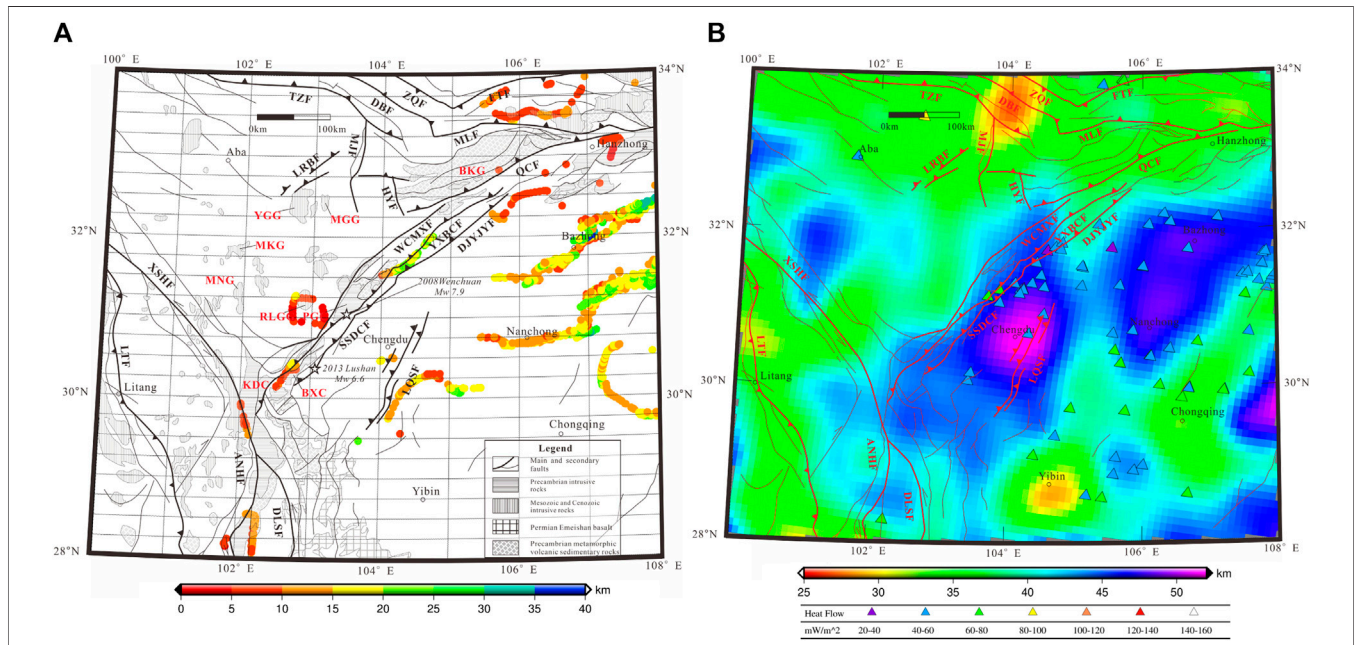 A
100° E
102° E
104° E
106° E
34°N
TZF
DBF
ZQF
FTF
0km 100km
MLF
Hanzhong
Aba
MJF
LRBF
BKG
QCF
HYF
YGG
MGG
32°N
WCMXF
YXBCF
DJYJYF
Bazhong
MKG
XSHF
MNG
2008Wenchuan
Mw 7.9
RLG
PG
SSDCF
Nanchong
Chengdu
LTF
2013 Lushan
Mw 6.6
30°N
Litang
KDC
BXC
LQSF
Chongqing
Legend
Main and secondary
faults
Precambrian intrusive
rocks
Mesozoic and Cenozoic
intrusive rocks
Permian Emeishan basalt
Precambrian metamorphic
volcanic sedimentary rocks
ANHF
DLSF
Yibin
28°N
102° E
104° E
106° E
108° E
km
0 5 10 15 20 25 30 35 40
B
100° E
102° E
104° E
106° E
34°N
TZF
DBF
ZQF
FTF
0km 100km
MLF
Hanzhong
Aba
MJF
LRBF
QCF
HYF
32°N
WCMXF
YXBCF
DJYJYF
Bazhong
XSHF
SSDCF
Chengdu
Nanchong
LTF
LQSF
30°N
Litang
30°N
Chongqing
ANHF
DLSF
Yibin
28°N
102° E
104° E
106° E
108° E
km
25 30 35 40 45 50
Heat Flow
mW/m^2 20-40 40-60 60-80 80-100 100-120 120-140 140-160